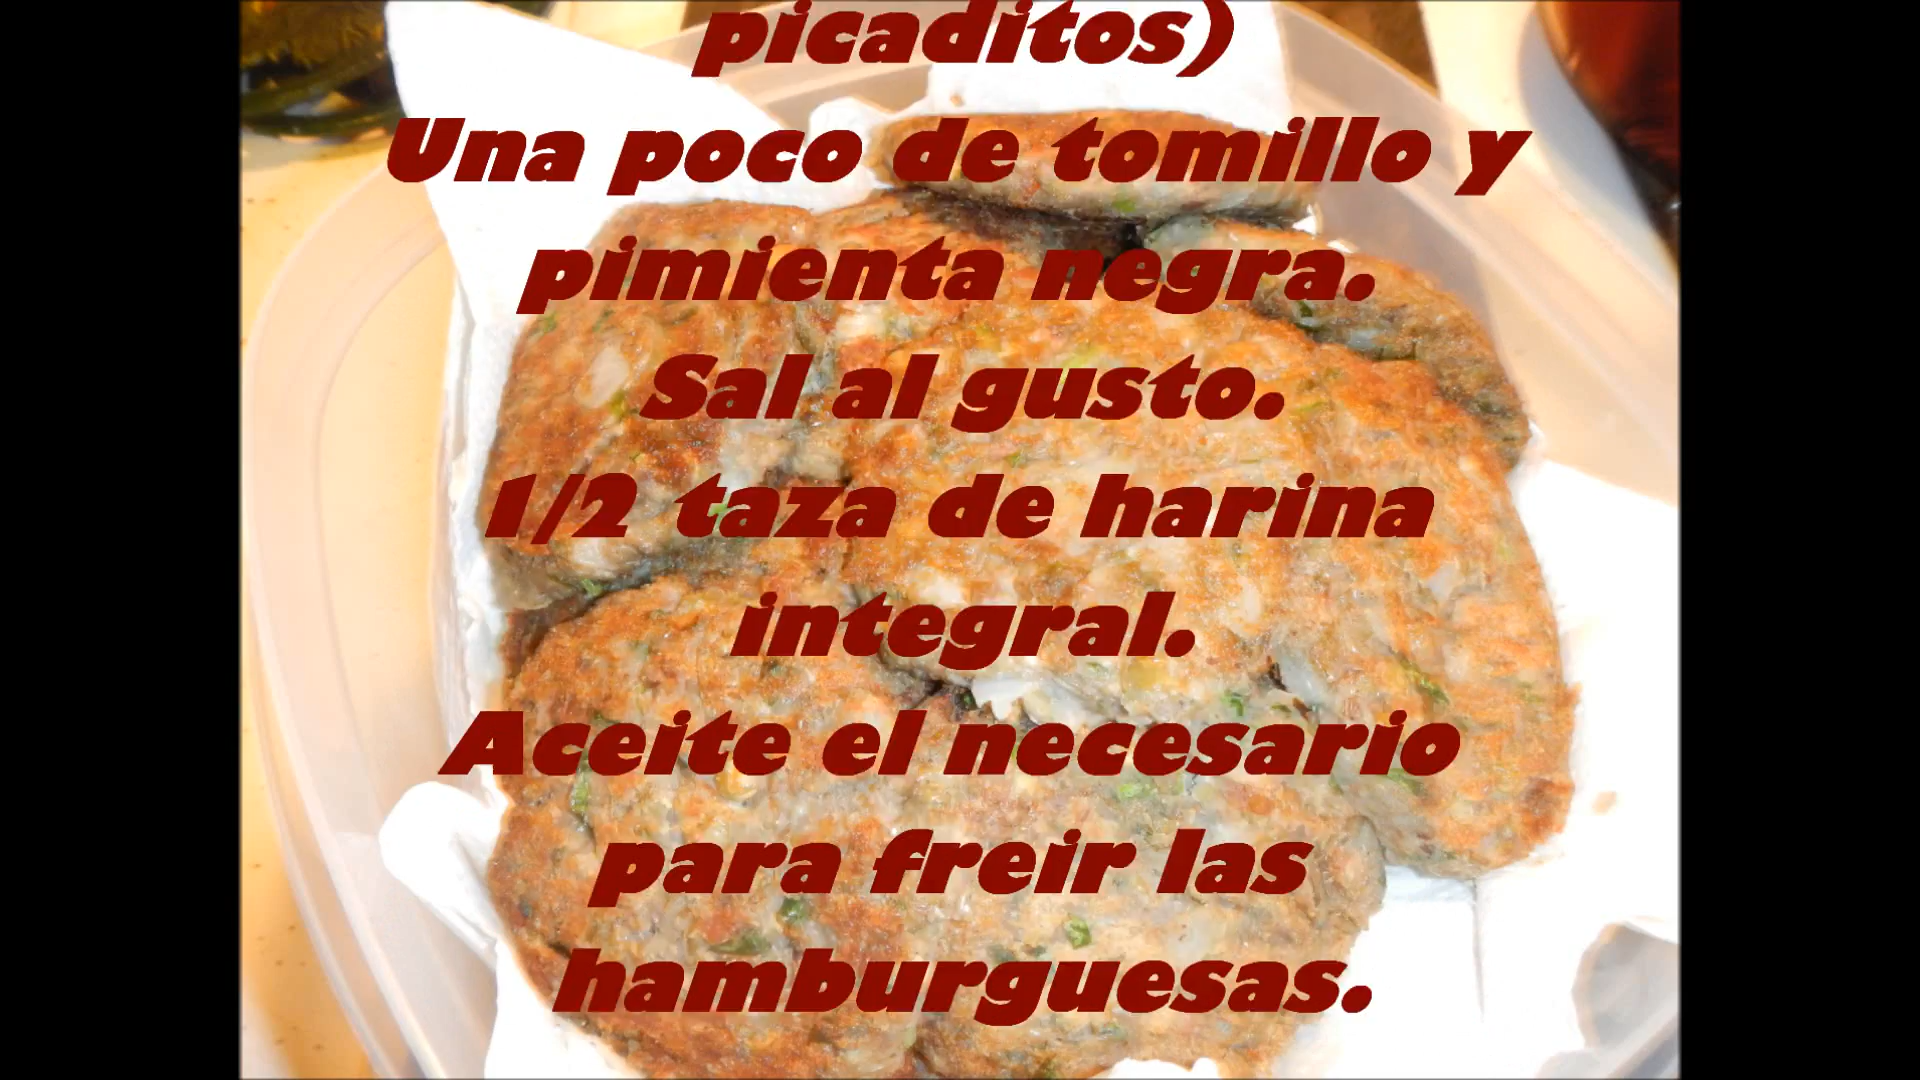 picaditos)
Una poco de tomillo y
pimienta negra.
Sal al gusto.
1/2 taza de harina
integral.
Aceite el necesario
para freir las
hamburguesas.